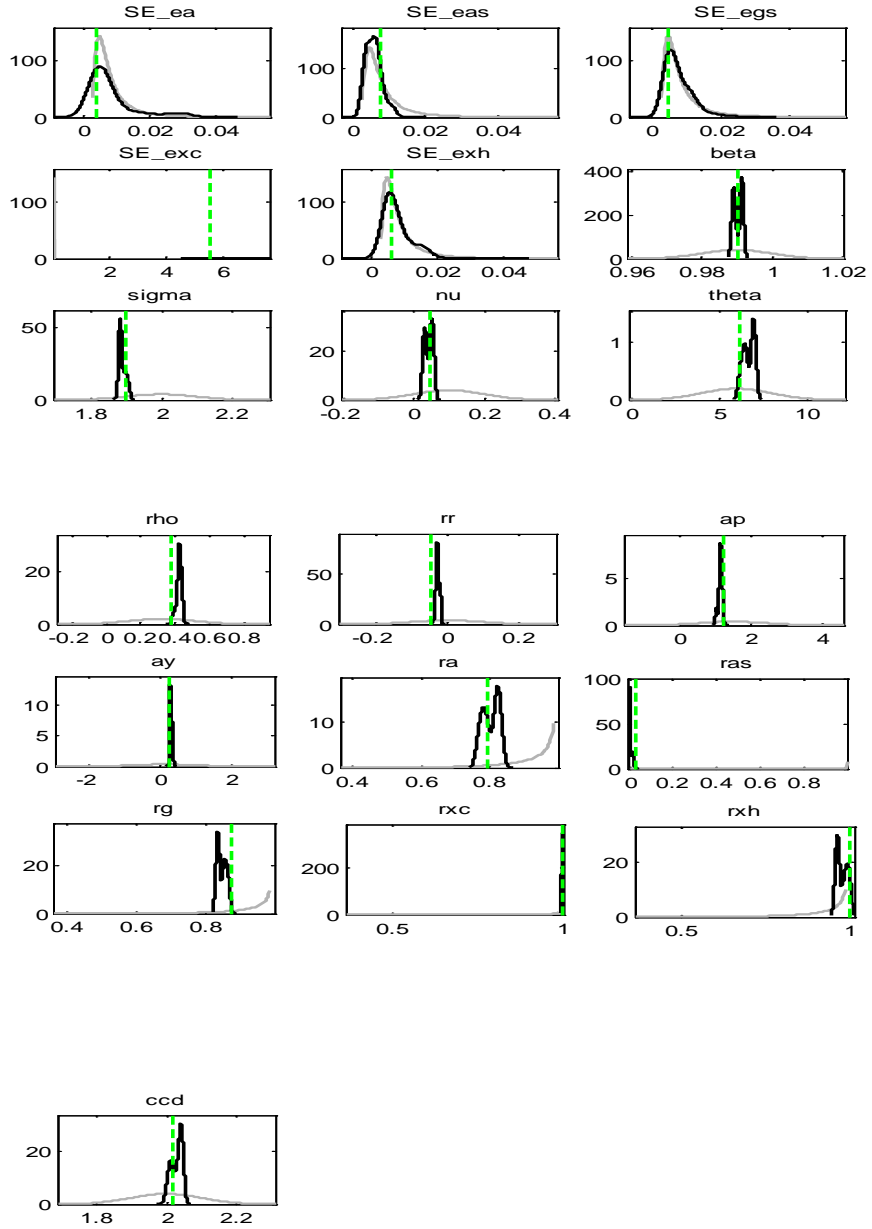 SE_ea SE_eas SE_egs
100 100 100
0 0 0
0 0.02 0.04 0 0.02 0.04 0 0.02 0.04
SE_exc SE_exh beta
100 100 400
200
0 0 0
2 4 6 0 0.02 0.04 0.96 0.98 1 1.02
sigma nu theta
50 20 1
0 0 0
1.8 2 2.2 -0.2 0 0.2 0.4 0 5 10
rho rr ap
20 50 5
0 0 0
-0.2 0 0.2 0.4 0.6 0.8 -0.2 0 0.2 0 2 4
ay ra ras
10 10 100
5 50
0 0 0
-2 0 2 0.4 0.6 0.8 0 0.2 0.4 0.6 0.8
rg rxc rxh
20 200 20
0 0 0
0.4 0.6 0.8 0.5 1 0.5 1
ccd
20
0
1.8 2 2.2